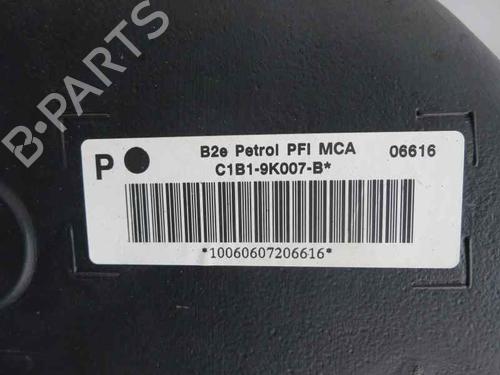 P B2e Petrol PFI MCA 06616
C1B1-9K007-B*
*10060607206616*
B-PARTS